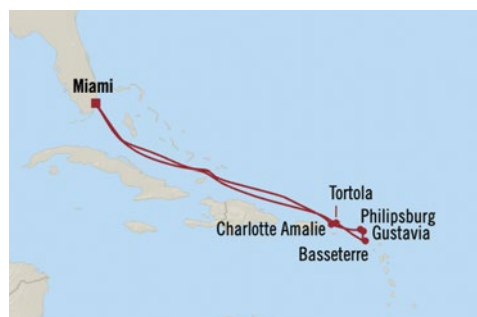 Miami
Tortola
Philipsburg
Charlotte Amalie
Gustavia
Basseterre